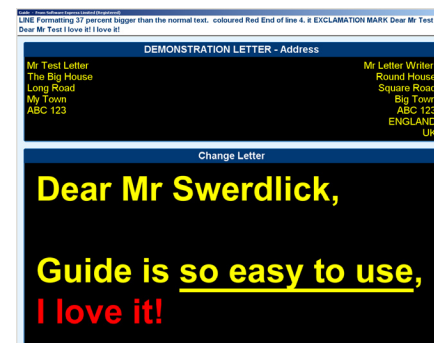 Guide - from Software Express Limited (Registered)
LINE Formatting 37 percent bigger than the normal text.  coloured Red End of line 4. it EXCLAMATION MARK Dear Mr Test
Dear Mr Test I love it! I love it!
DEMONSTRATION LETTER - Address
Mr Test Letter
The Big House
Long Road
My Town
ABC 123
Mr Letter Writer
Round House
Square Road
Big Town
ABC 123
ENGLAND
UK
Change Letter
Dear Mr Swerdlick,
Guide is so easy to use,
I love it!